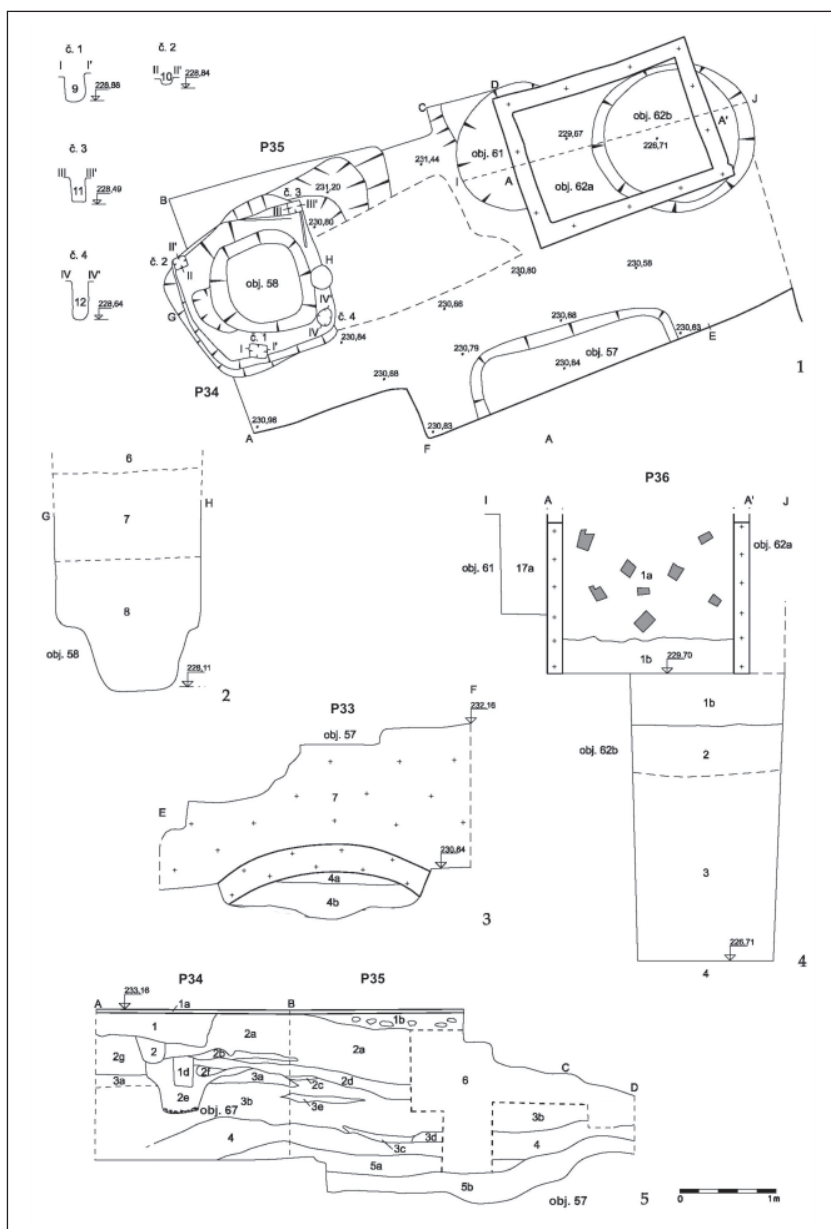 č. 1
I I'
9
228,88
č. 2
II II'
10
228,84
č. 3
III III'
11
228,49
č. 4
IV IV'
12
228,64
P35
C
D
J
B
A'
obj. 62b
229,67
228,71
obj. 61
231,44
A
obj. 62a
231,20
č. 3
III III'
230,80
II'
č. 2
II
obj. 58
H
G
IV'
č. 4
IV
č. 1
I I'
230,84
230,80
230,58
230,66
230,88
230,79
230,63
E
obj. 57
230,84
1
P34
230,88
230,98
A
230,83
F
A
6
G
H
7
8
obj. 58
228,11
2
P36
I A A' J
obj. 61
17a
1a
obj. 62a
1b
229,70
1b
obj. 62b
2
3
226,71
4
4
P33
F
232,16
obj. 57
7
E
230,64
4a
4b
3
P34 P35
A
233,16
1a
B
1b
1
2a
2a
2g
2
2b
6
C
1d
2f
3a
2c
2d
D
3a
2e
3b
3e
3b
obj. 67
4
3d
4
3c
5a
5b
obj. 57
5
0 1m